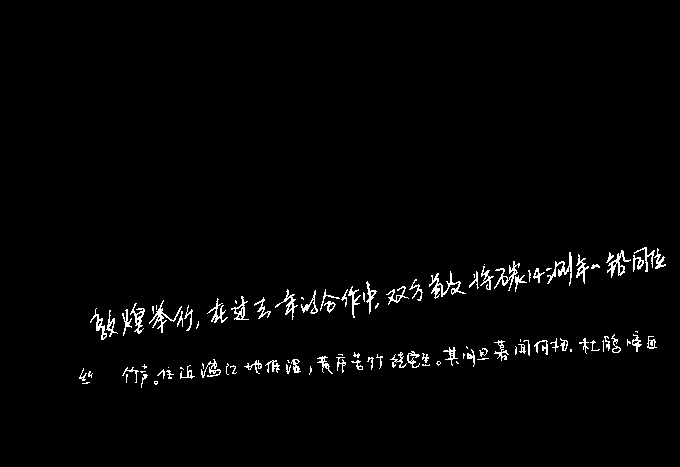 敦煌举行,在过去一年的合作中,双方首次将碳14测年、铅同位
丝 竹声。住近湓江地低湿,黄芦苦竹绕宅生。其间旦暮闻何物,杜鹃啼血